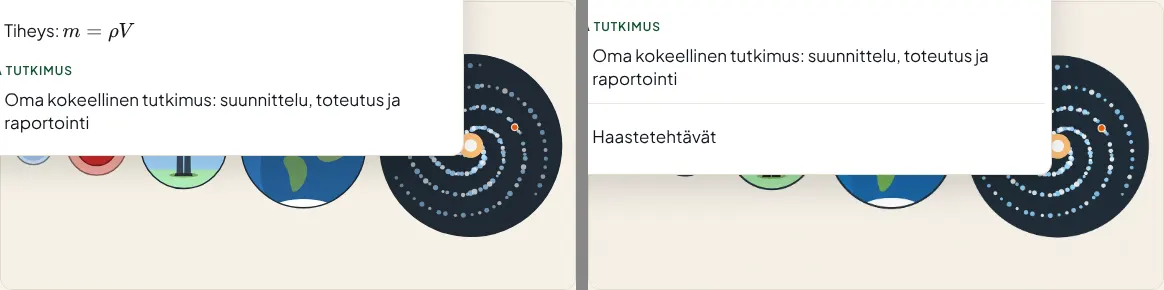 Tiheys: m = ρV
TUTKIMUS
Oma kokeellinen tutkimus: suunnittelu, toteutus ja
raportointi
TUTKIMUS
Oma kokeellinen tutkimus: suunnittelu, toteutus ja
raportointi
Haastetehtävät